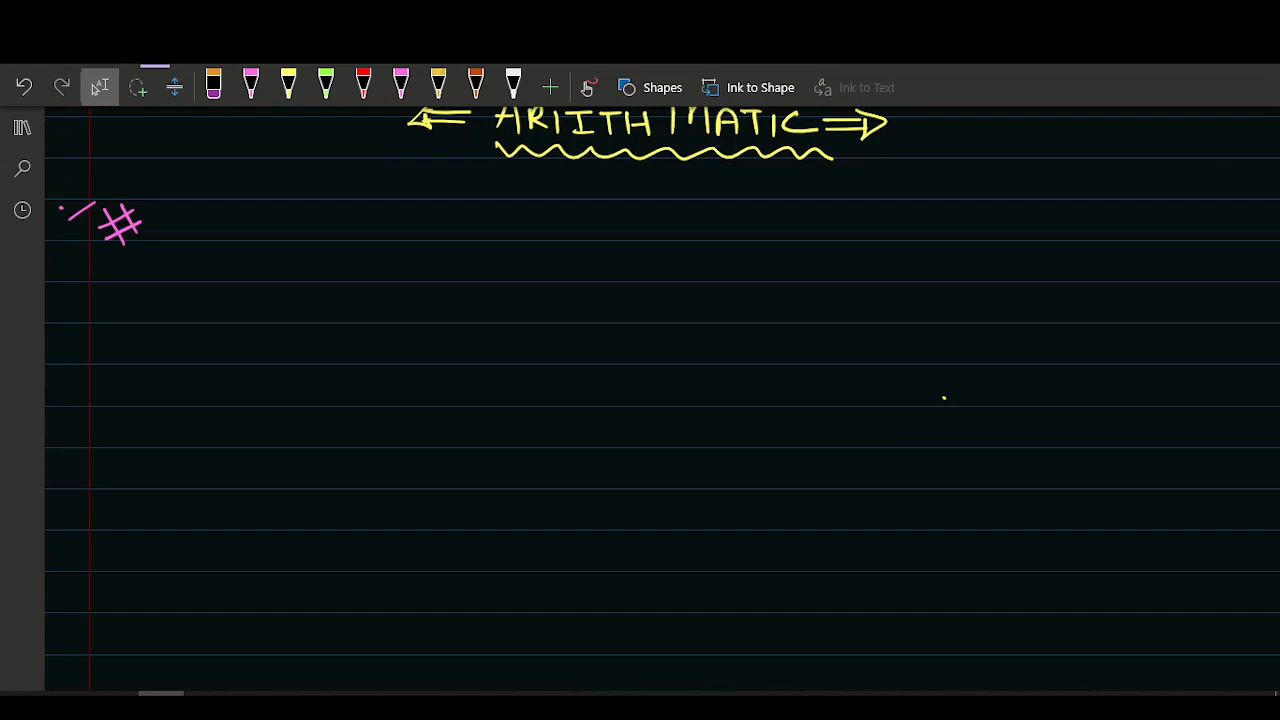 Shapes Ink to Shape Ink to Text
⇐ ARITHMATIC ⇒
#